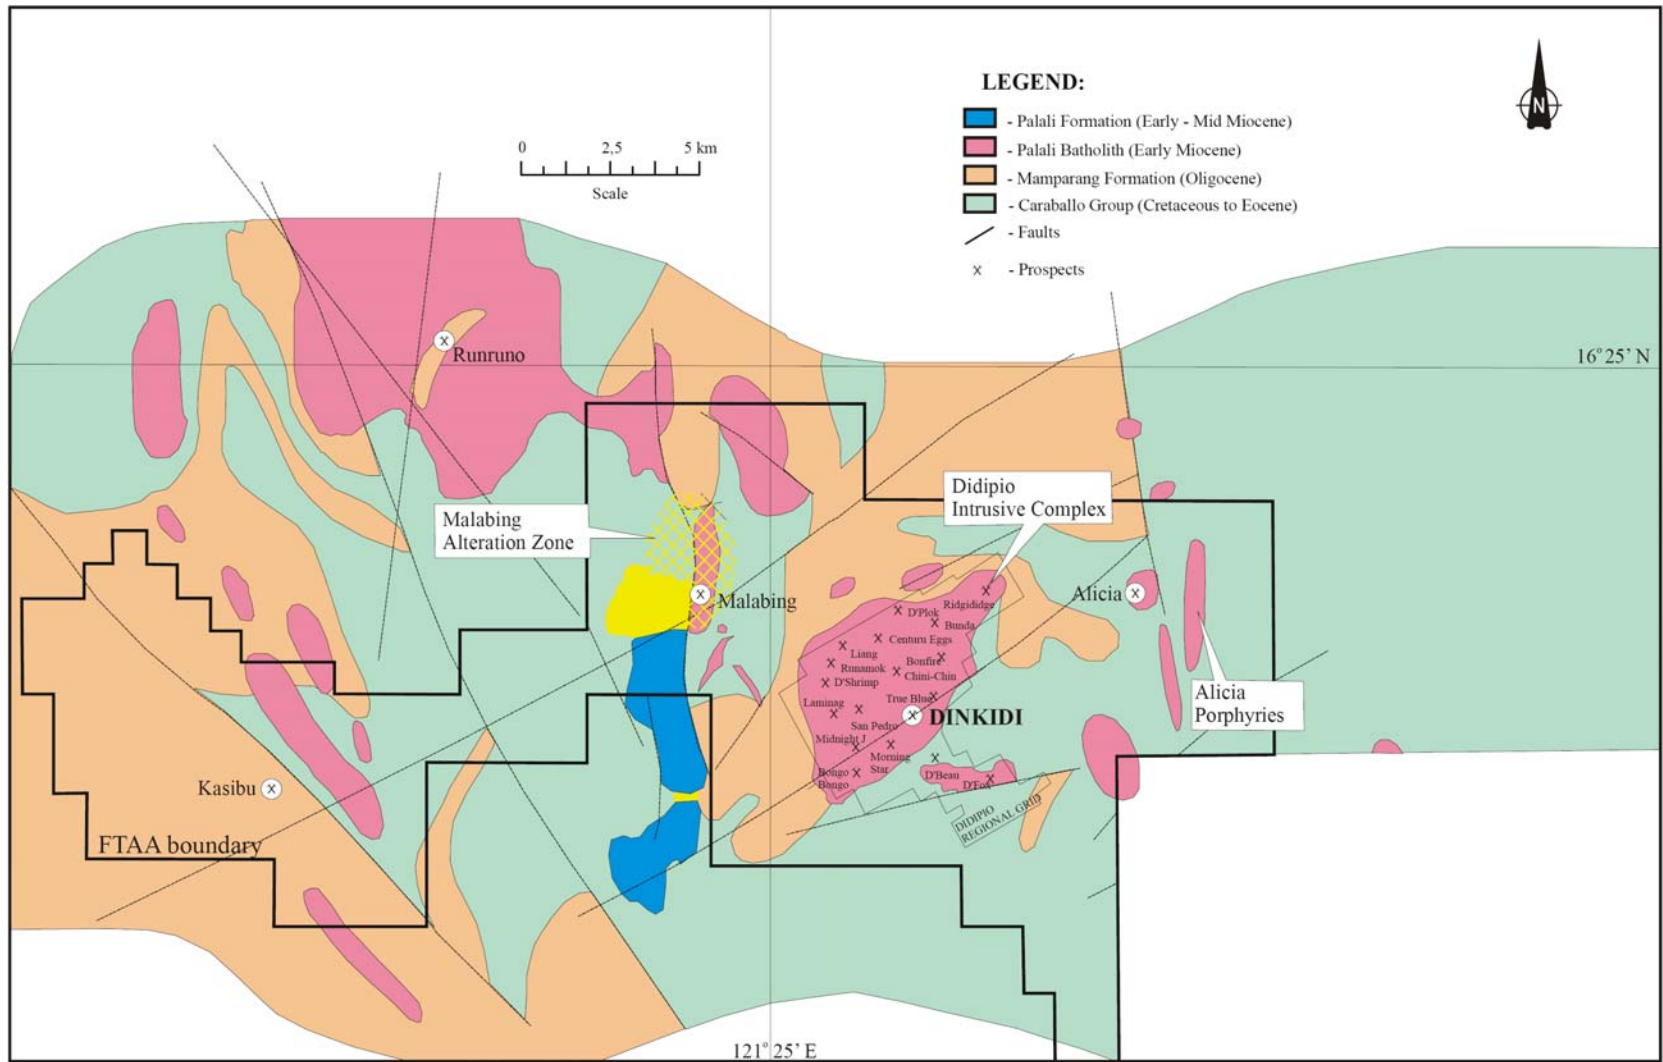 LEGEND:
- Palali Formation (Early - Mid Miocene)
- Palali Batholith (Early Miocene)
- Mamparang Formation (Oligocene)
- Caraballo Group (Cretaceous to Eocene)
- Faults
x - Prospects
N
0 2,5 5 km
Scale
16°25' N
Runruno
Didipio
Intrusive Complex
Malabing
Alteration Zone
Malabing
Alicia
Ridgididge
D'Plok
Bunda
Centuru Eggs
Liang
Bonfire
Runamok
Chini-Chin
D'Shrimp
True Blue
Laminag
DINKIDI
San Pedro
Midnight J
Morning
Star
Bongo
Bongo
D'Beau
D'Fox
DIDIPIO
REGIONAL GRID
Alicia
Porphyries
Kasibu
FTAA boundary
121°25' E